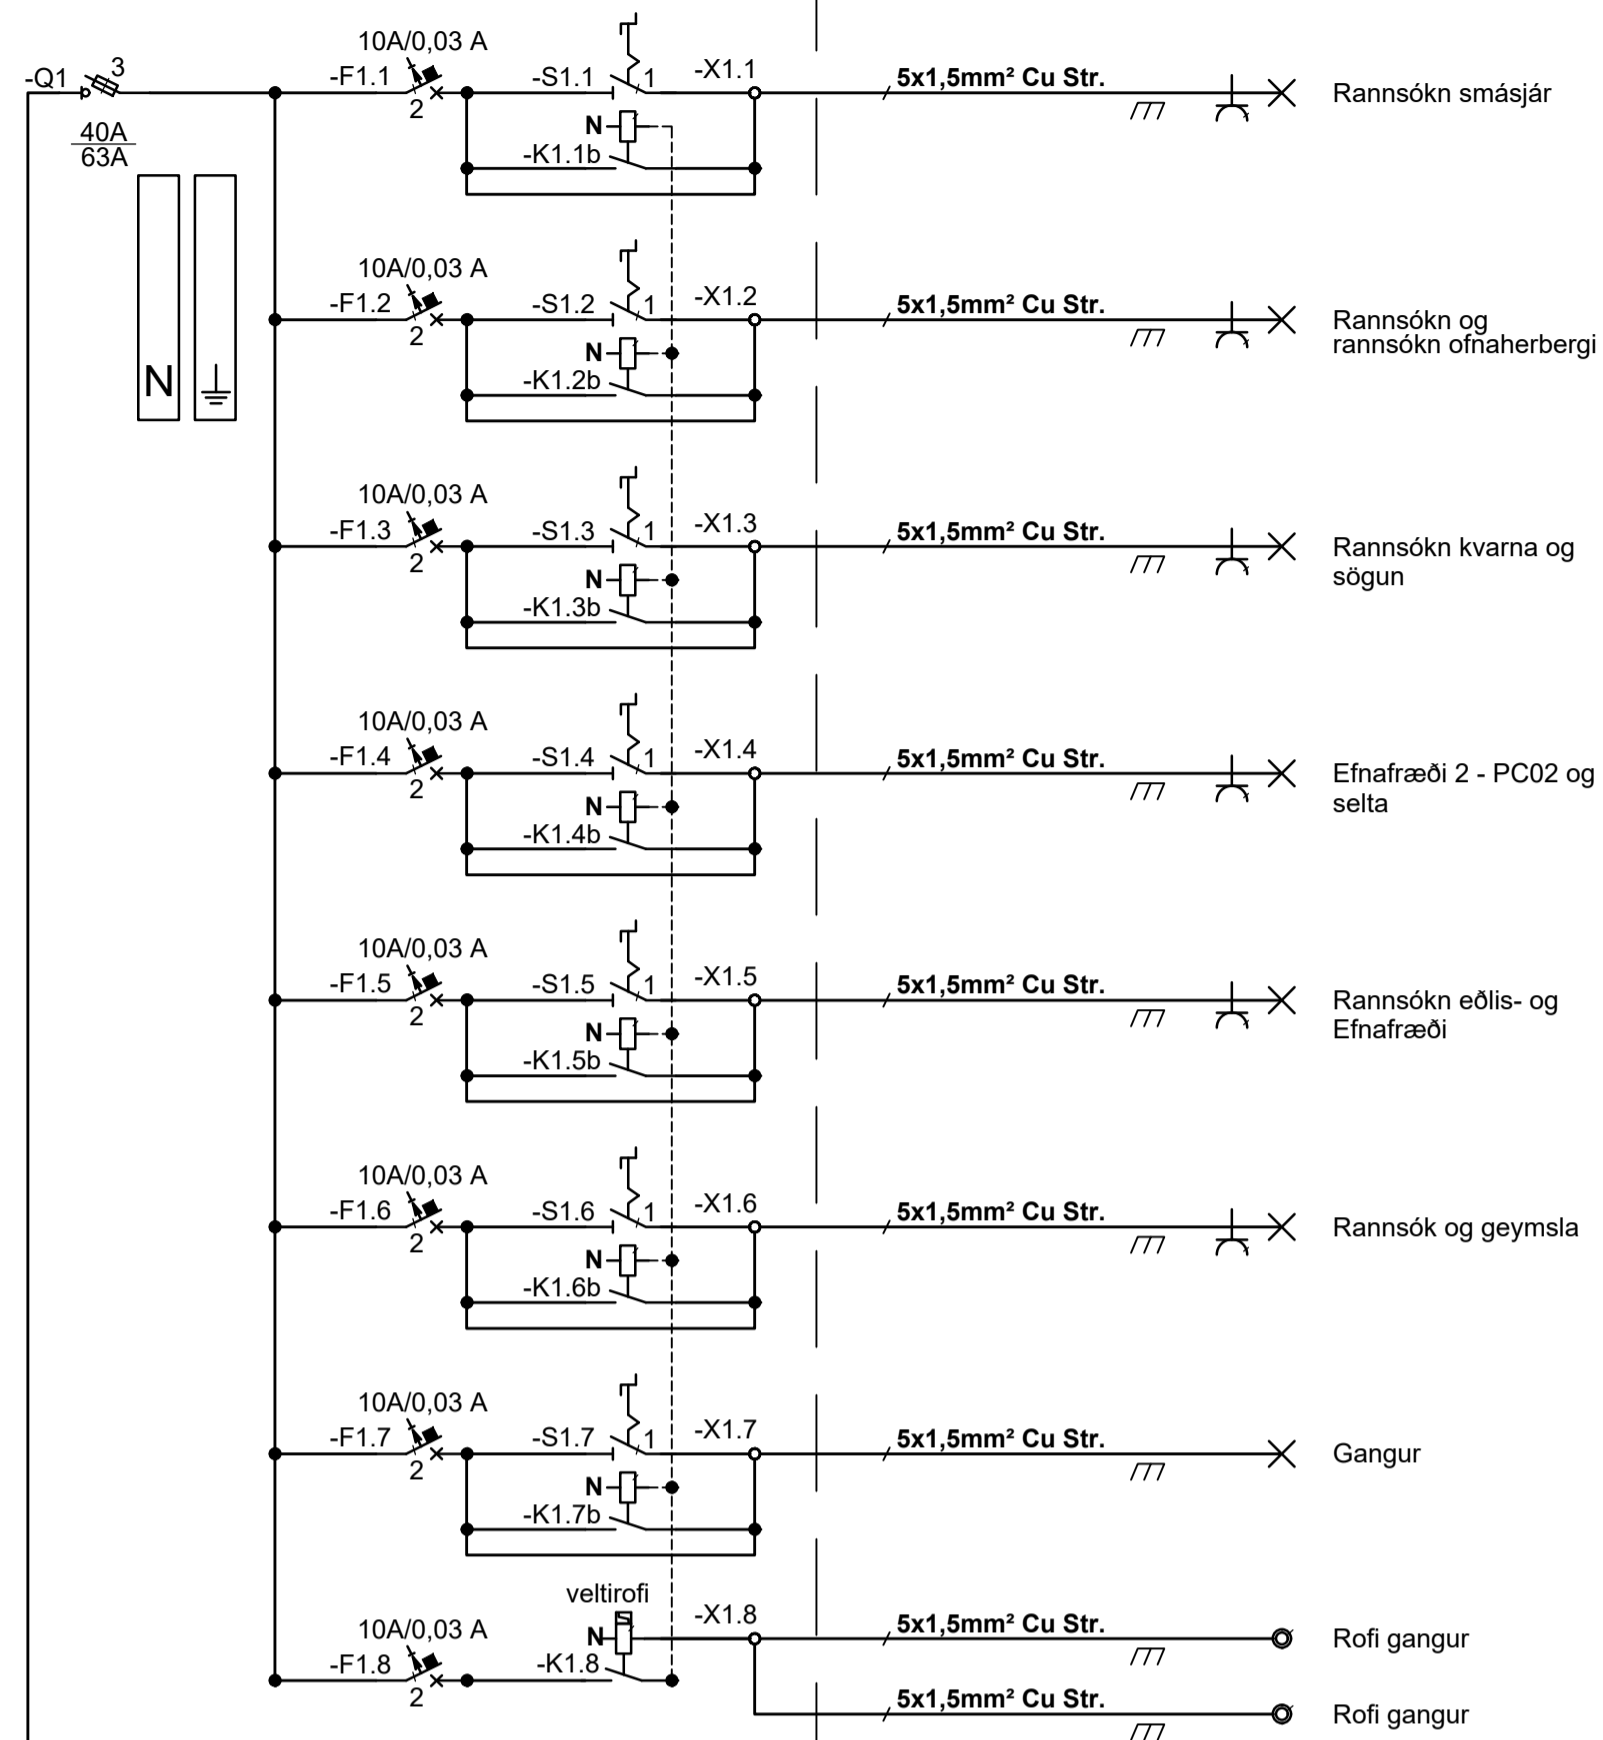 -Q1
3
40A
63A
N
10A/0,03 A
-F1.1
2
-S1.1
1
-X1.1
N
-K1.1b
5x1,5mm² Cu Str.
Rannsókn smásjár
10A/0,03 A
-F1.2
2
-S1.2
1
-X1.2
N
-K1.2b
5x1,5mm² Cu Str.
Rannsókn og
rannsókn ofnaherbergi
10A/0,03 A
-F1.3
2
-S1.3
1
-X1.3
N
-K1.3b
5x1,5mm² Cu Str.
Rannsókn kvarna og
sögun
10A/0,03 A
-F1.4
2
-S1.4
1
-X1.4
N
-K1.4b
5x1,5mm² Cu Str.
Efnafræði 2 - PC02 og
selta
10A/0,03 A
-F1.5
2
-S1.5
1
-X1.5
N
-K1.5b
5x1,5mm² Cu Str.
Rannsókn eðlis- og
Efnafræði
10A/0,03 A
-F1.6
2
-S1.6
1
-X1.6
N
-K1.6b
5x1,5mm² Cu Str.
Rannsók og geymsla
10A/0,03 A
-F1.7
2
-S1.7
1
-X1.7
N
-K1.7b
5x1,5mm² Cu Str.
Gangur
10A/0,03 A
-F1.8
2
veltirofi
N
S
-K1.8
-X1.8
5x1,5mm² Cu Str.
Rofi gangur
5x1,5mm² Cu Str.
Rofi gangur